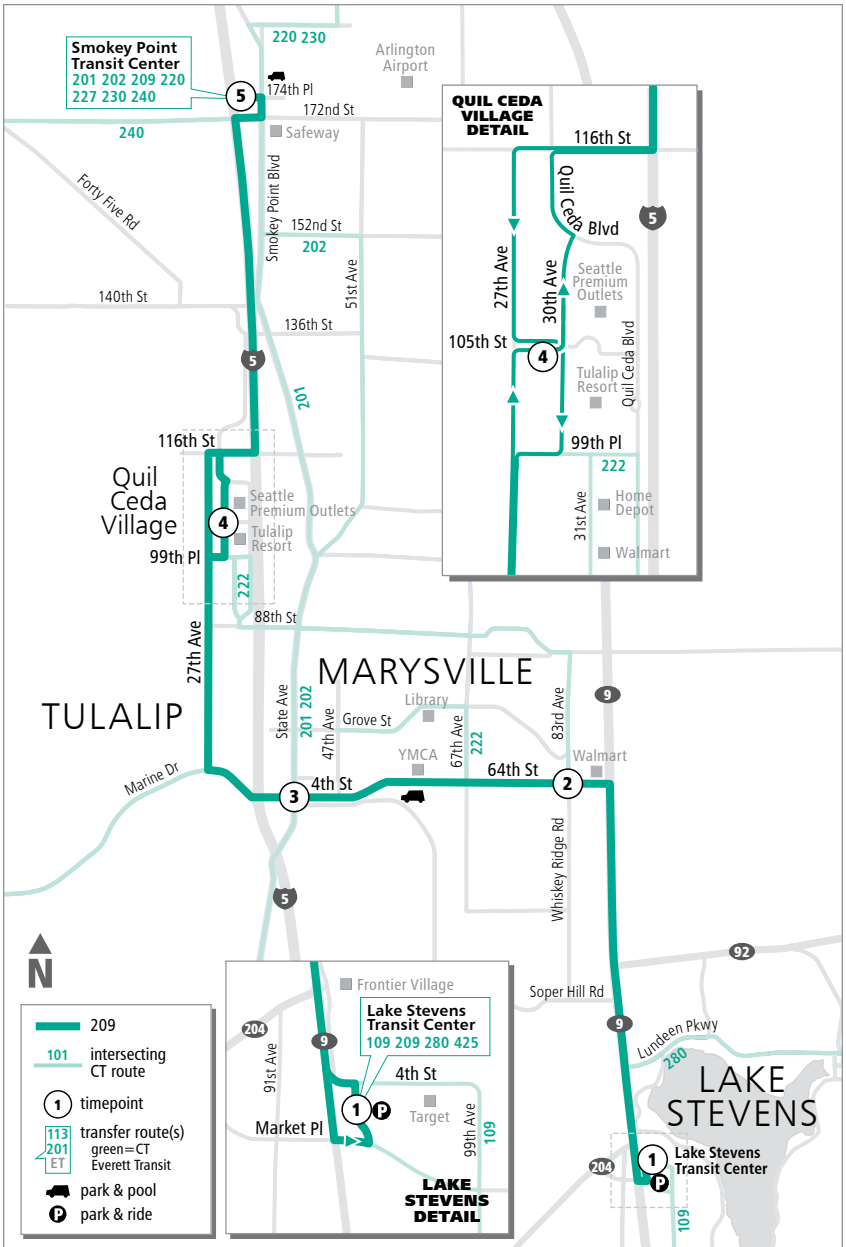 220 230
Smokey Point
Transit Center
201 202 209 220
227 230 240
5
174th Pl
172nd St
Arlington
Airport
240
Safeway
Forty Five Rd
Smokey Point Blvd
152nd St
202
51st Ave
140th St
136th St
5
201
116th St
Quil
Ceda
Village
Seattle
Premium Outlets
4
Tulalip
Resort
99th Pl
222
88th St
27th Ave
QUIL CEDA
VILLAGE
DETAIL
116th St
Quil Ceda Blvd
5
27th Ave
30th Ave
Seattle
Premium
Outlets
Quil Ceda Blvd
105th St
4
Tulalip
Resort
99th Pl
222
31st Ave
Home
Depot
Walmart
MARYSVILLE
TULALIP
State Ave
201 202
47th Ave
Grove St
Library
67th Ave
222
83rd Ave
9
YMCA
Walmart
Marine Dr
3
4th St
64th St
2
Whiskey Ridge Rd
5
N
92
Soper Hill Rd
9
Lundeen Pkwy
280
LAKE
STEVENS
1
Lake Stevens
Transit Center
204
P
109
209
101
intersecting
CT route
1
timepoint
113
201
ET
transfer route(s)
green=CT
Everett Transit
park & pool
P
park & ride
Frontier Village
Lake Stevens
Transit Center
109 209 280 425
204
9
91st Ave
4th St
1
P
Target
Market Pl
99th Ave
109
LAKE
STEVENS
DETAIL